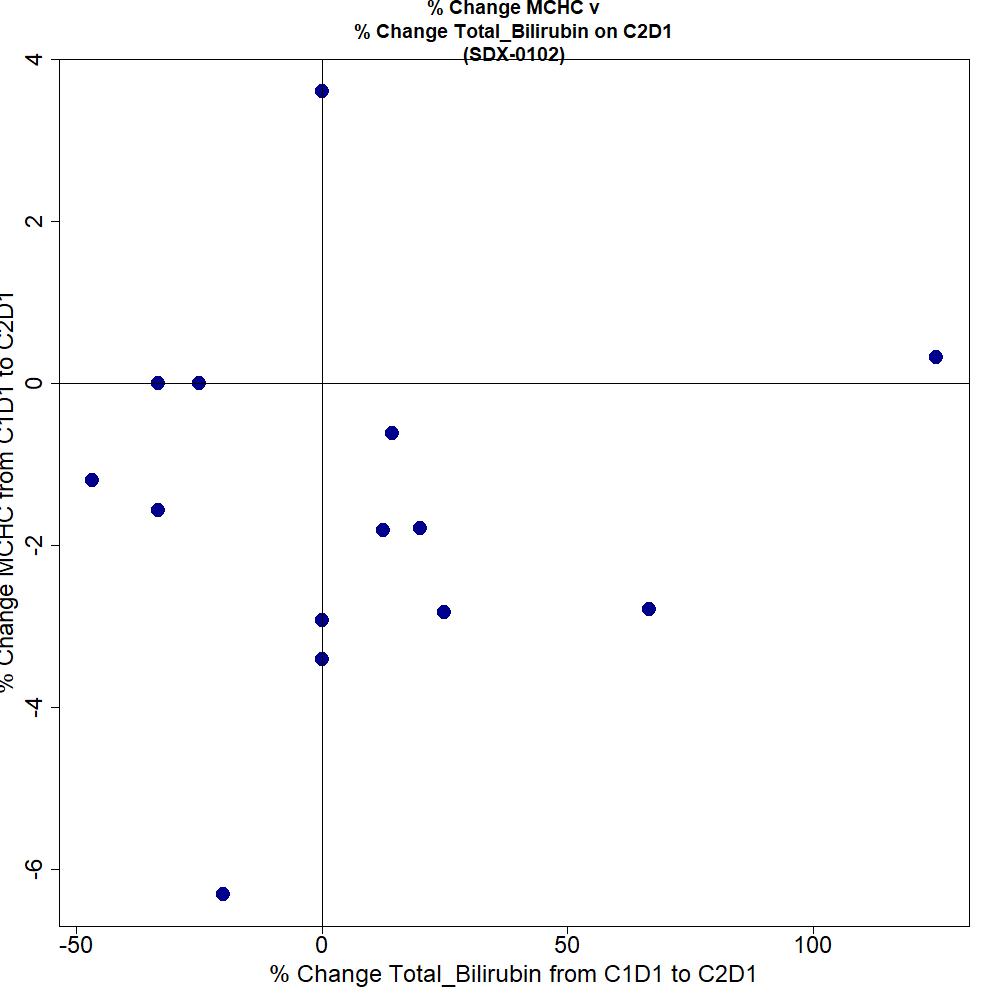 % Change MCHC v
% Change Total_Bilirubin on C2D1
(SDX-0102)
4
2
0
-2
-4
-6
% Change MCHC from C1D1 to C2D1
-50
0
50
100
% Change Total_Bilirubin from C1D1 to C2D1